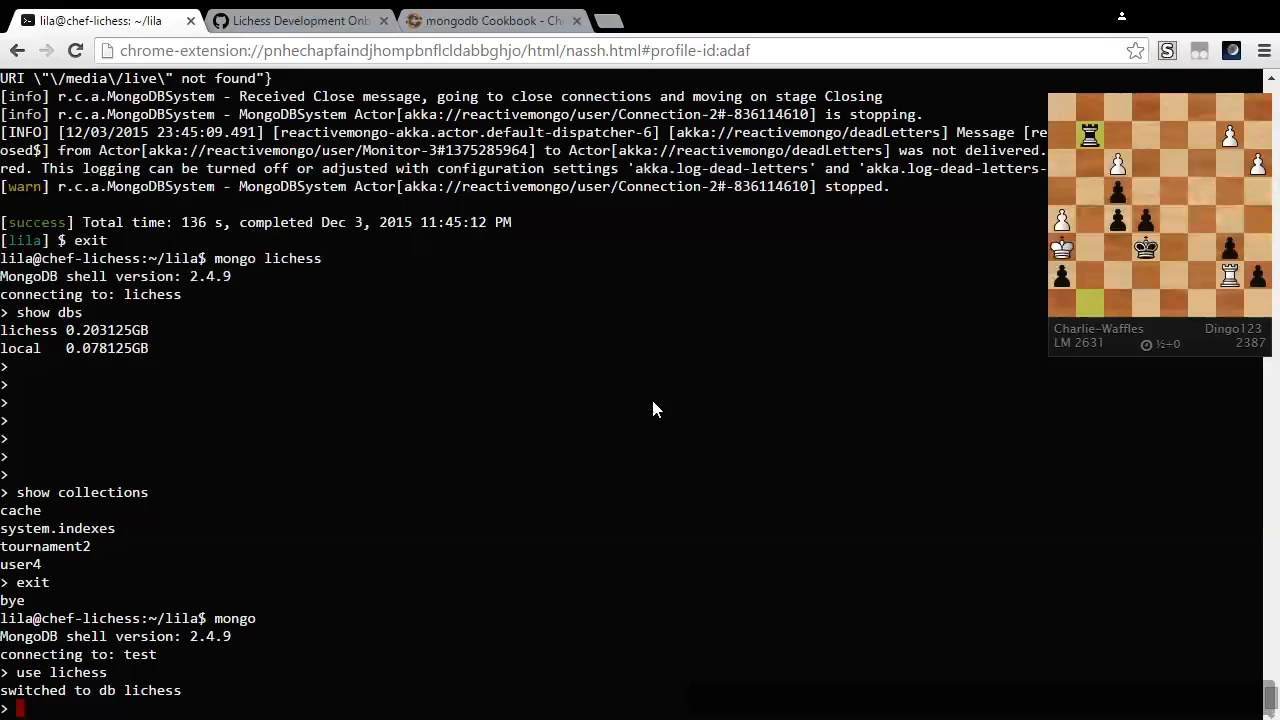 lila@chef-lichess: ~/lila
Lichess Development Onb
mongodb Cookbook - Ch
chrome-extension://pnhechapfaindjhompbnflcldabbghjo/html/nassh.html#profile-id:adaf
URI \"\/media\/live\" not found"}
[info] r.c.a.MongoDBSystem - Received Close message, going to close connections and moving on stage Closing
[info] r.c.a.MongoDBSystem - MongoDBSystem Actor[akka://reactivemongo/user/Connection-2#-836114610] is stopping.
[INFO] [12/03/2015 23:45:09.491] [reactivemongo-akka.actor.default-dispatcher-6] [akka://reactivemongo/deadLetters] Message [re
osed$] from Actor[akka://reactivemongo/user/Monitor-3#1375285964] to Actor[akka://reactivemongo/deadLetters] was not delivered.
red. This logging can be turned off or adjusted with configuration settings 'akka.log-dead-letters' and 'akka.log-dead-letters-
[warn] r.c.a.MongoDBSystem - MongoDBSystem Actor[akka://reactivemongo/user/Connection-2#-836114610] stopped.
[success] Total time: 136 s, completed Dec 3, 2015 11:45:12 PM
[lila] $ exit
lila@chef-lichess:~/lila$ mongo lichess
MongoDB shell version: 2.4.9
connecting to: lichess
> show dbs
lichess 0.203125GB
local 0.078125GB
>
>
>
>
>
>
>
> show collections
cache
system.indexes
tournament2
user4
> exit
bye
lila@chef-lichess:~/lila$ mongo
MongoDB shell version: 2.4.9
connecting to: test
> use lichess
switched to db lichess
>
Charlie-Waffles Dingo123
LM 2631 ½+0 2387